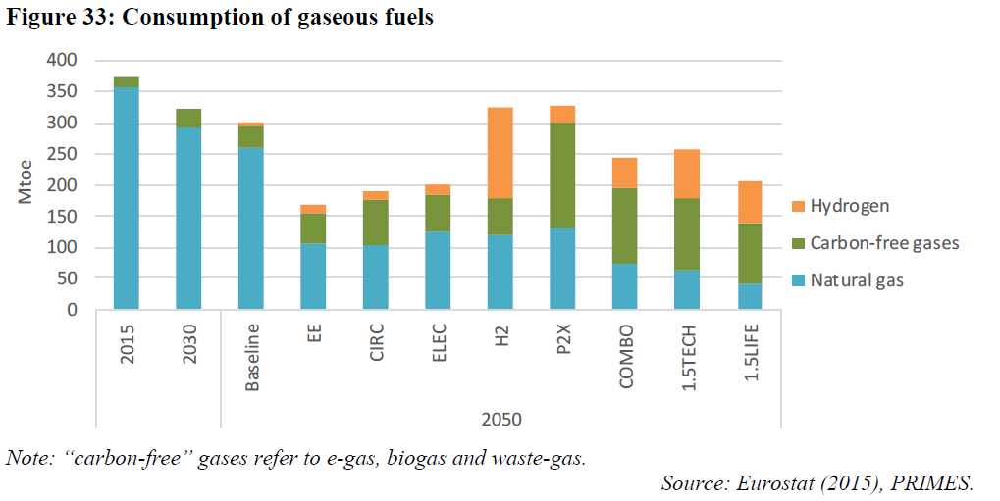 Figure 33: Consumption of gaseous fuels
400
350
300
250
200
150
100
50
0
Mtoe
2015
2030
Baseline
EE
CIRC
ELEC
H2
P2X
COMBO
1.5TECH
1.5LIFE
2050
Hydrogen
Carbon-free gases
Natural gas
Note: “carbon-free” gases refer to e-gas, biogas and waste-gas.
Source: Eurostat (2015), PRIMES.